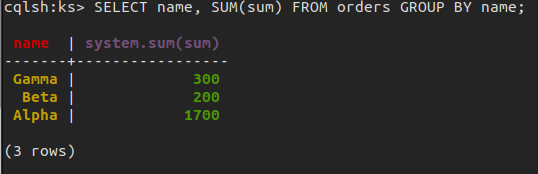 cqlsh:ks> SELECT name, SUM(sum) FROM orders GROUP BY name;
name | system.sum(sum)
-------+-----------------
Gamma | 300
Beta | 200
Alpha | 1700
(3 rows)